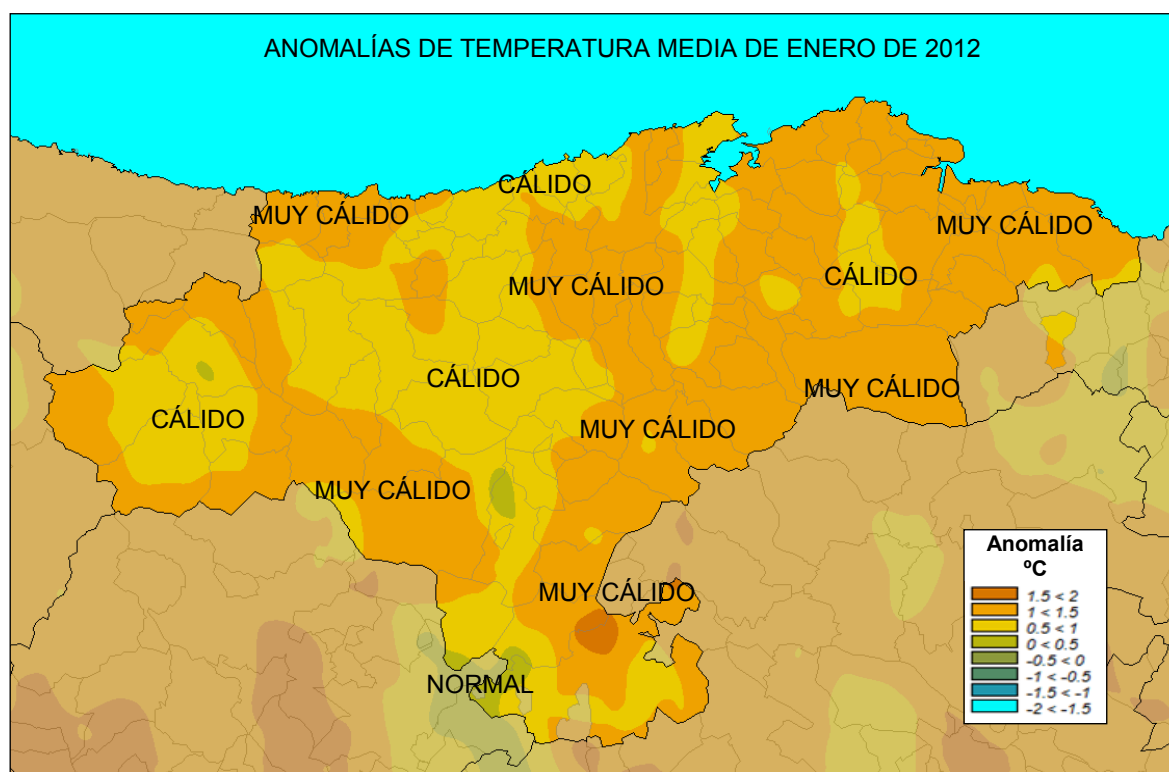 ANOMALÍAS DE TEMPERATURA MEDIA DE ENERO DE 2012
CÁLIDO
MUY CÁLIDO
MUY CÁLIDO
CÁLIDO
MUY CÁLIDO
CÁLIDO
MUY CÁLIDO
CÁLIDO
MUY CÁLIDO
MUY CÁLIDO
MUY CÁLIDO
NORMAL
Anomalía
ºC
1.5 < 2
1 < 1.5
0.5 < 1
0 < 0.5
-0.5 < 0
-1 < -0.5
-1.5 < -1
-2 < -1.5